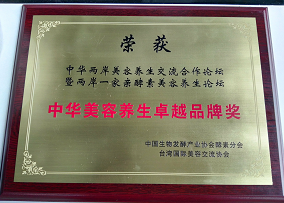 荣获
中华两岸美容养生交流合作论坛
暨两岸一家亲酵素美容养生论坛
中华美容养生卓越品牌奖
中国生物发酵产业协会酵素分会
台湾国际美容交流协会